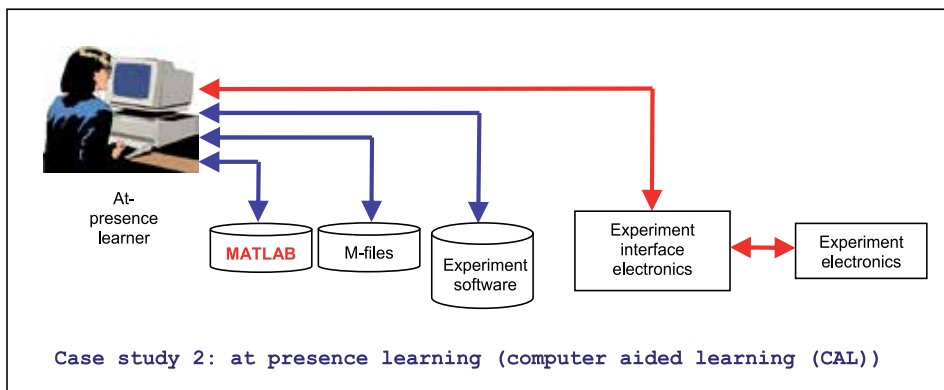 At-
presence
learner
MATLAB
M-files
Experiment
software
Experiment
interface
electronics
Experiment
electronics
Case study 2: at presence learning (computer aided learning (CAL))